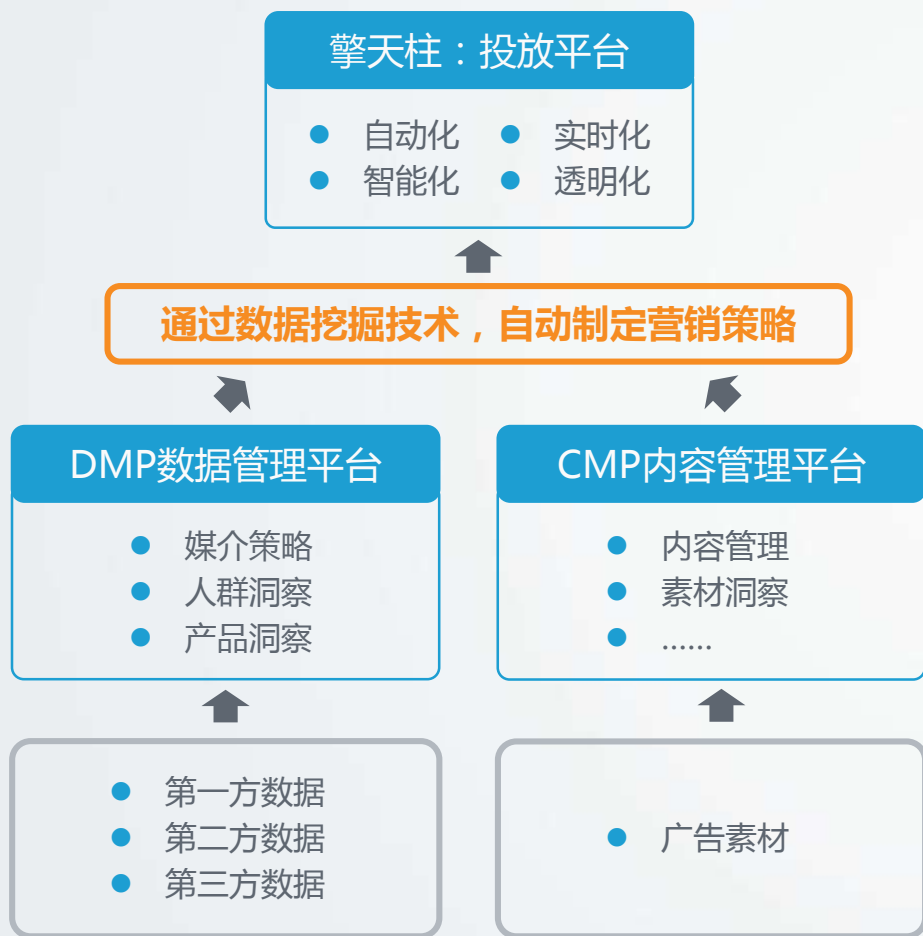 擎天柱：投放平台
自动化
实时化
智能化
透明化
通过数据挖掘技术，自动制定营销策略
DMP数据管理平台
媒介策略
人群洞察
产品洞察
CMP内容管理平台
内容管理
素材洞察
......
第一方数据
第二方数据
第三方数据
广告素材